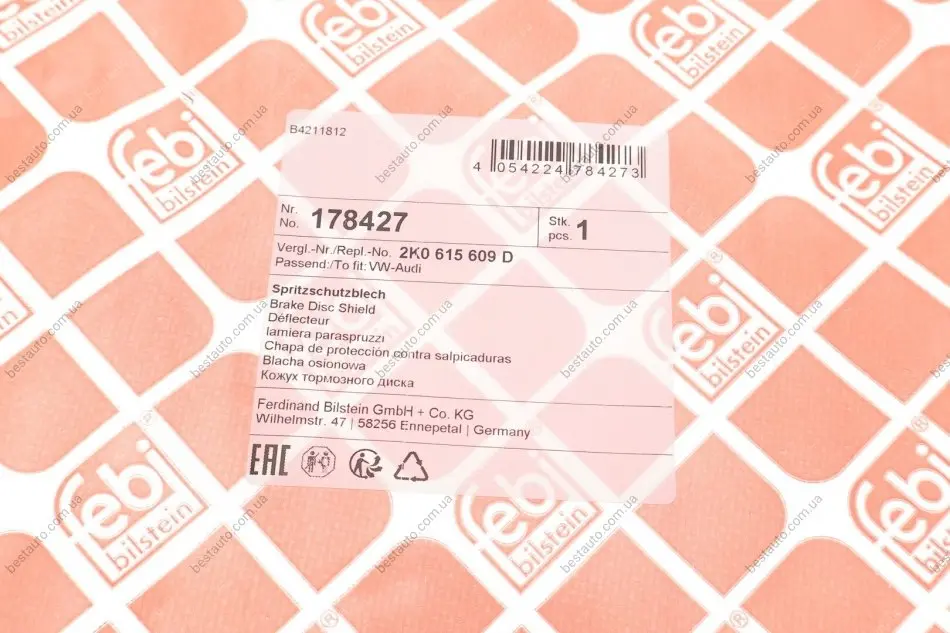 B4211812
4 054224 784273
Nr.
No. 178427
Stk.
pcs. 1
Vergl.-Nr./Repl.-No. 2K0 615 609 D
Passend:/To fit: VW-Audi
Spritzschutzblech
Brake Disc Shield
Déflecteur
lamiera paraspruzzi
Chapa de protección contra salpicaduras
Blacha osionowa
Кожух тормозного диска
Ferdinand Bilstein GmbH + Co. KG
Wilhelmstr. 47 | 58256 Ennepetal | Germany
EAC
febi
bilstein
bestauto.com.ua